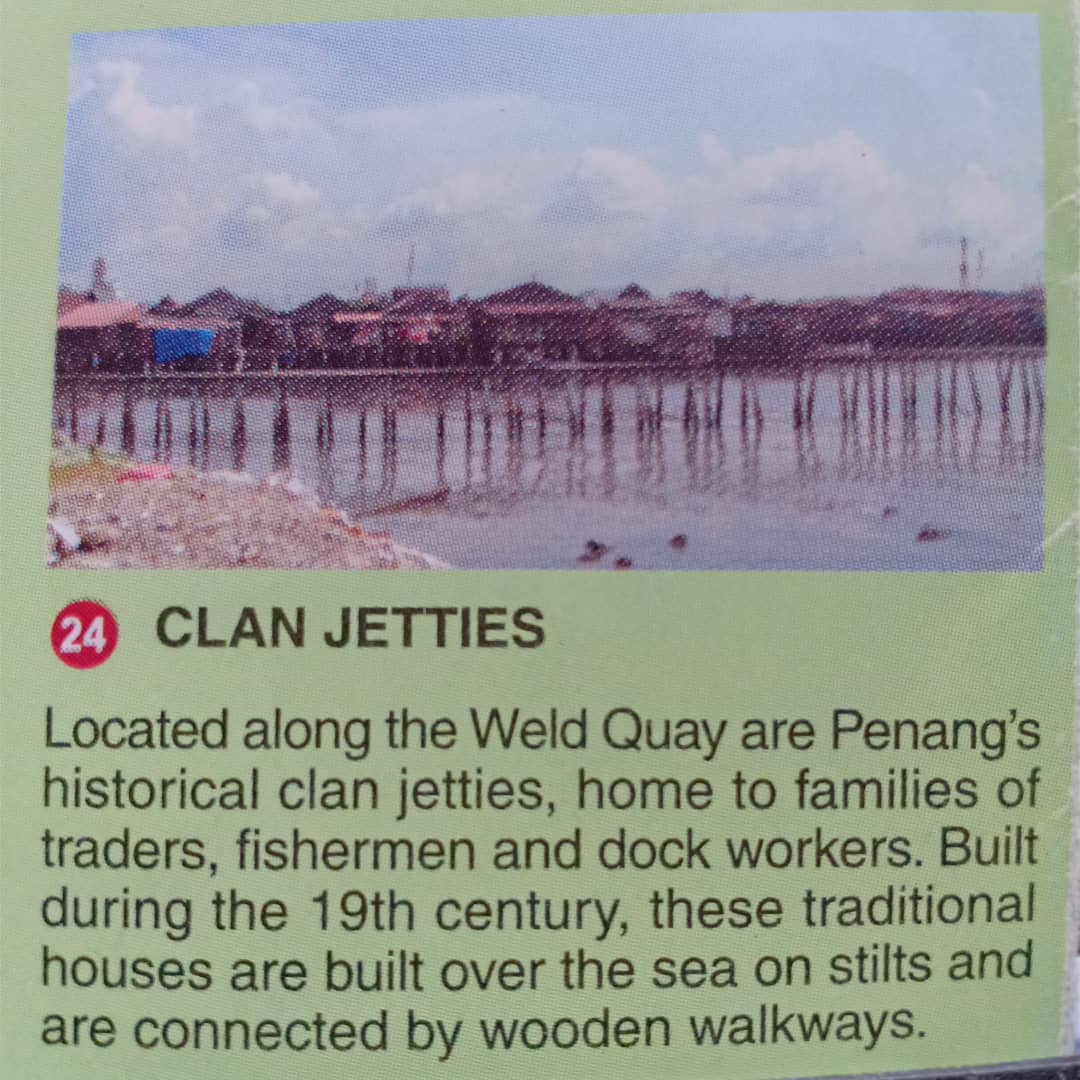 24 CLAN JETTIES
Located along the Weld Quay are Penang's
historical clan jetties, home to families of
traders, fishermen and dock workers. Built
during the 19th century, these traditional
houses are built over the sea on stilts and
are connected by wooden walkways.